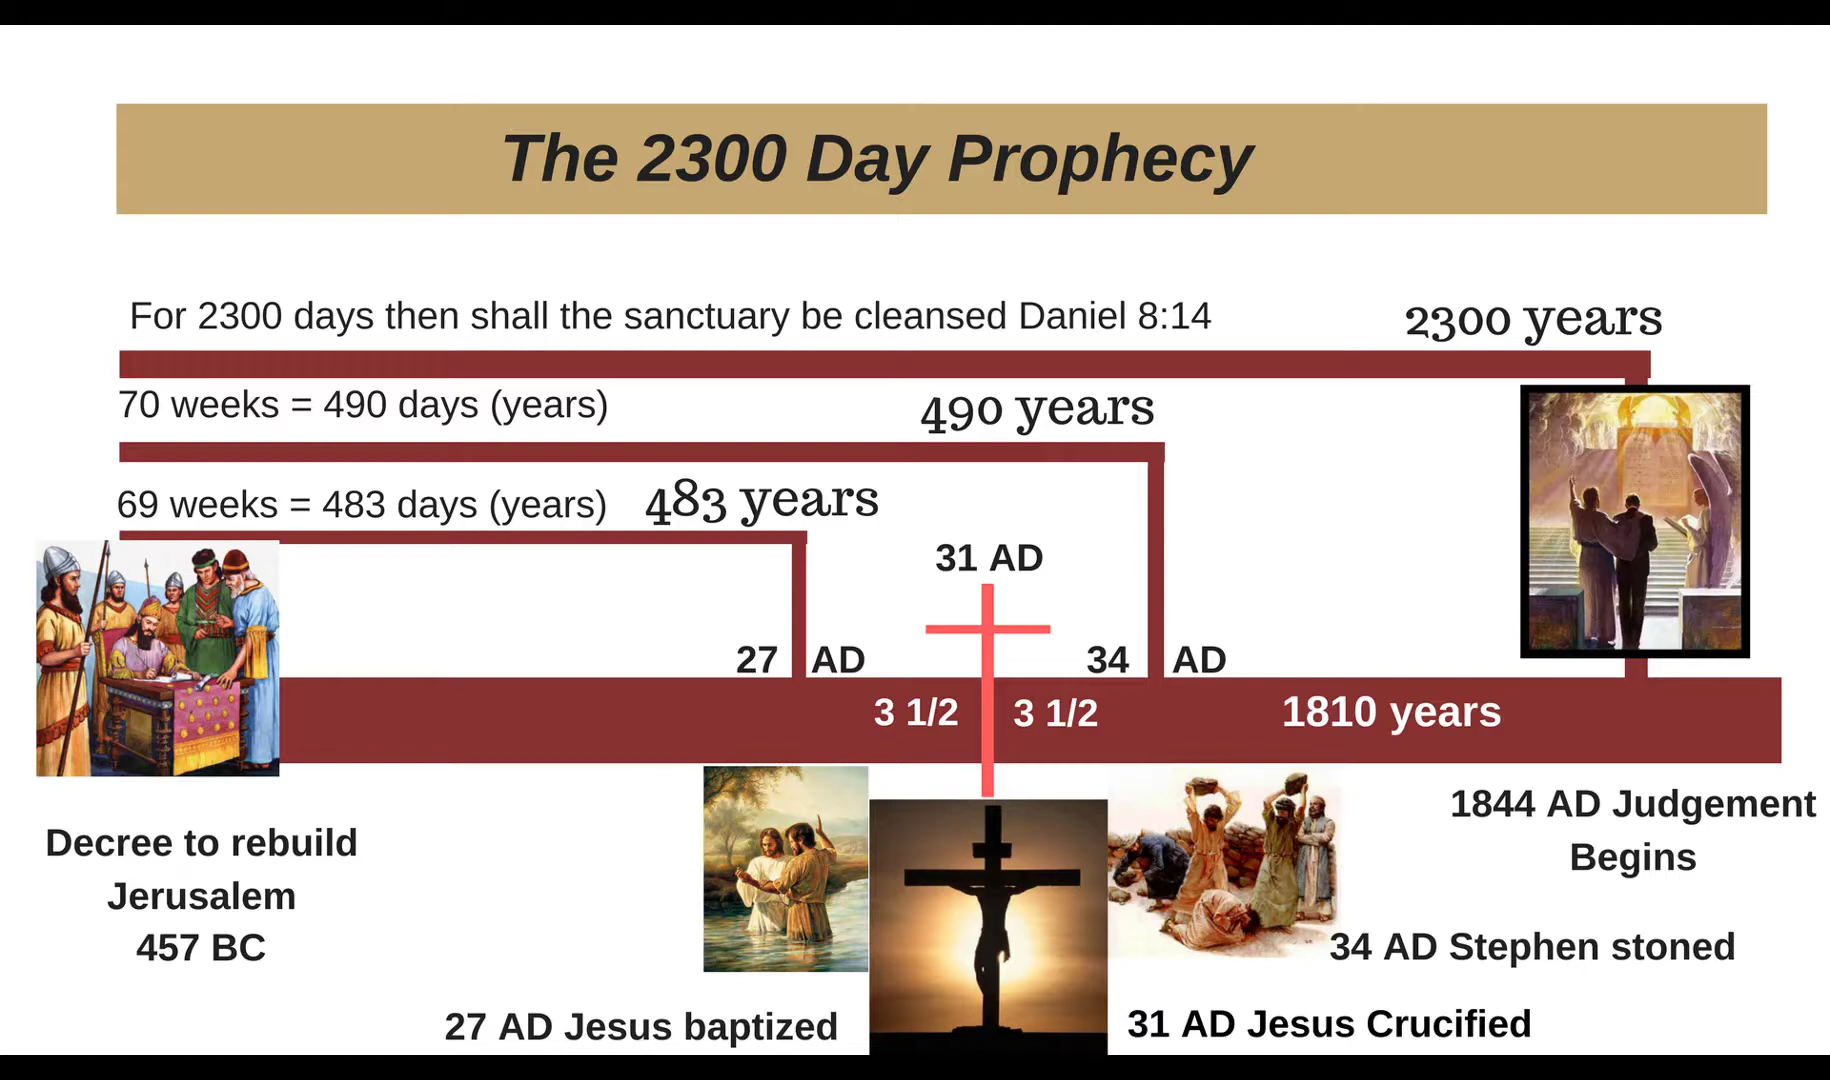 The 2300 Day Prophecy
For 2300 days then shall the sanctuary be cleansed Daniel 8:14
2300 years
70 weeks = 490 days (years)
490 years
69 weeks = 483 days (years)
483 years
31 AD
27 AD
34 AD
3 1/2
3 1/2
1810 years
Decree to rebuild
Jerusalem
457 BC
1844 AD Judgement
Begins
34 AD Stephen stoned
27 AD Jesus baptized
31 AD Jesus Crucified